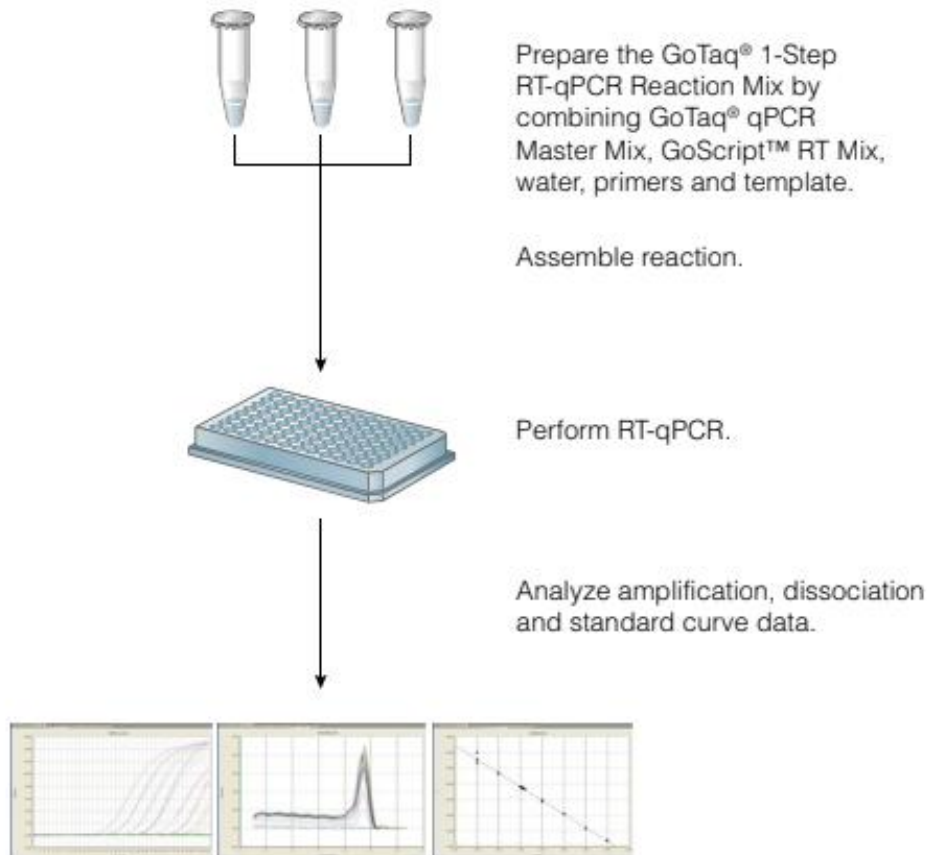 Prepare the GoTaq® 1-Step
RT-qPCR Reaction Mix by
combining GoTaq® qPCR
Master Mix, GoScript™ RT Mix,
water, primers and template.
Assemble reaction.
Perform RT-qPCR.
Analyze amplification, dissociation
and standard curve data.